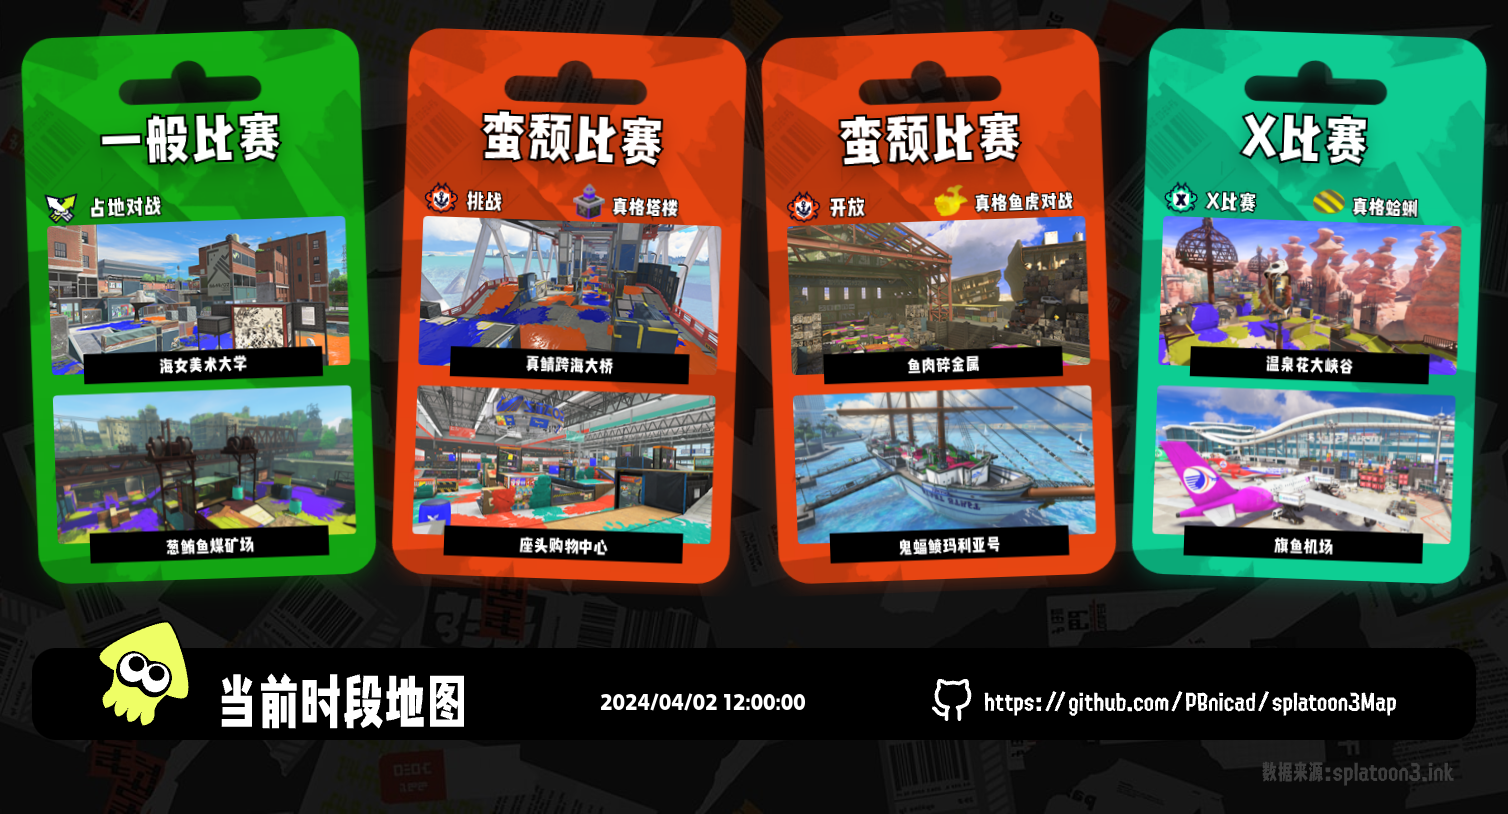 一般比赛
占地对战
海女美术大学
葱鲔鱼煤矿场
蛮颓比赛
挑战
真格塔楼
真鲭跨海大桥
座头购物中心
蛮颓比赛
开放
真格鱼虎对战
鱼肉碎金属
鬼蝠鲼玛利亚号
X比赛
X比赛
真格蛤蜊
温泉花大峡谷
旗鱼机场
当前时段地图
2024/04/02 12:00:00
https://github.com/PBnicad/splatoon3Map
数据来源:splatoon3.ink